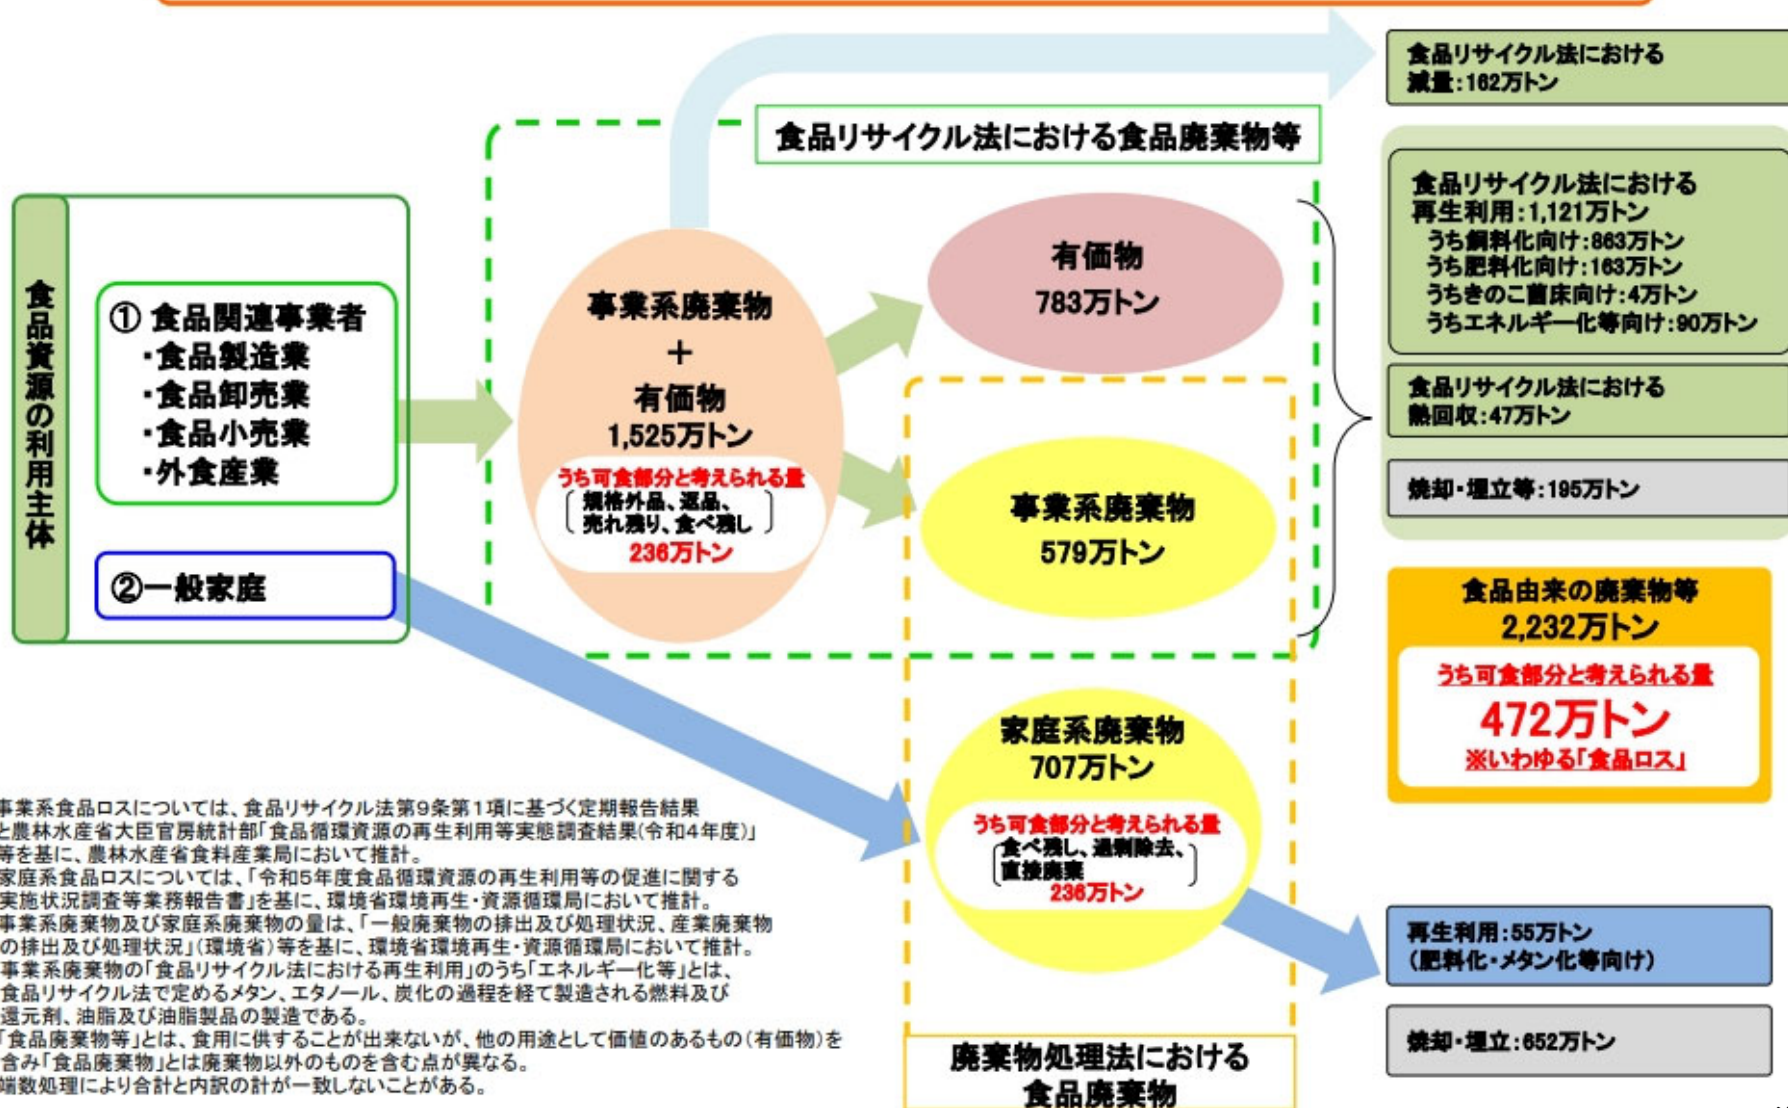 食品資源の利用主体
① 食品関連事業者
・食品製造業
・食品卸売業
・食品小売業
・外食産業
②一般家庭
食品リサイクル法における食品廃棄物等
事業系廃棄物
＋
有価物
1,525万トン
うち可食部分と考えられる量
規格外品、返品、
売れ残り、食べ残し
236万トン
有価物
783万トン
事業系廃棄物
579万トン
家庭系廃棄物
707万トン
うち可食部分と考えられる量
食べ残し、過剰除去、
直接廃棄
236万トン
廃棄物処理法における
食品廃棄物
食品リサイクル法における
減量：162万トン
食品リサイクル法における
再生利用：1,121万トン
うち飼料化向け：863万トン
うち肥料化向け：163万トン
うちきのこ菌床向け：4万トン
うちエネルギー化等向け：90万トン
食品リサイクル法における
熱回収：47万トン
焼却・埋立等：195万トン
食品由来の廃棄物等
2,232万トン
うち可食部分と考えられる量
472万トン
※いわゆる「食品ロス」
再生利用：55万トン
（肥料化・メタン化等向け）
焼却・埋立：652万トン
事業系食品ロスについては、食品リサイクル法第９条第１項に基づく定期報告結果
と農林水産省大臣官房統計部「食品循環資源の再生利用等実態調査結果(令和４年度)」
等を基に、農林水産省食料産業局において推計。
家庭系食品ロスについては、「令和５年度食品循環資源の再生利用等の促進に関する
実施状況調査等業務報告書」を基に、環境省環境再生・資源循環局において推計。
事業系廃棄物及び家庭系廃棄物の量は、「一般廃棄物の排出及び処理状況、産業廃棄物
の排出及び処理状況」（環境省）等を基に、環境省環境再生・資源循環局において推計。
事業系廃棄物の「食品リサイクル法における再生利用」のうち「エネルギー化等」とは、
食品リサイクル法で定めるメタン、エタノール、炭化の過程を経て製造される燃料及び
還元剤、油脂及び油脂製品の製造である。
「食品廃棄物等」とは、食用に供することが出来ないが、他の用途として価値のあるもの（有価物）を
含み「食品廃棄物」とは廃棄物以外のものを含む点が異なる。
端数処理により合計と内訳の計が一致しないことがある。